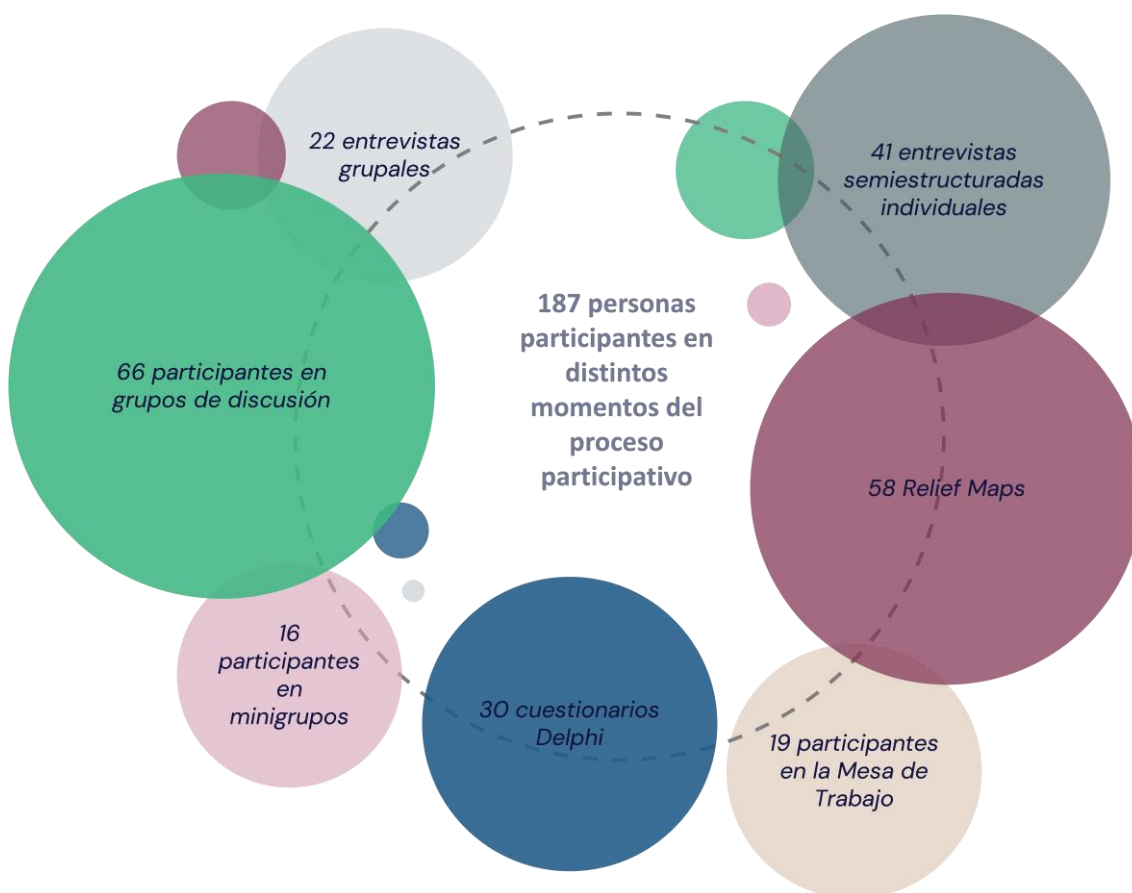 22 entrevistas
grupales
41 entrevistas
semiestructuradas
individuales
187 personas
participantes en
distintos
momentos del
proceso
participativo
66 participantes en
grupos de discusión
58 Relief Maps
16
participantes
en
minigrupos
30 cuestionarios
Delphi
19 participantes
en la Mesa de
Trabajo